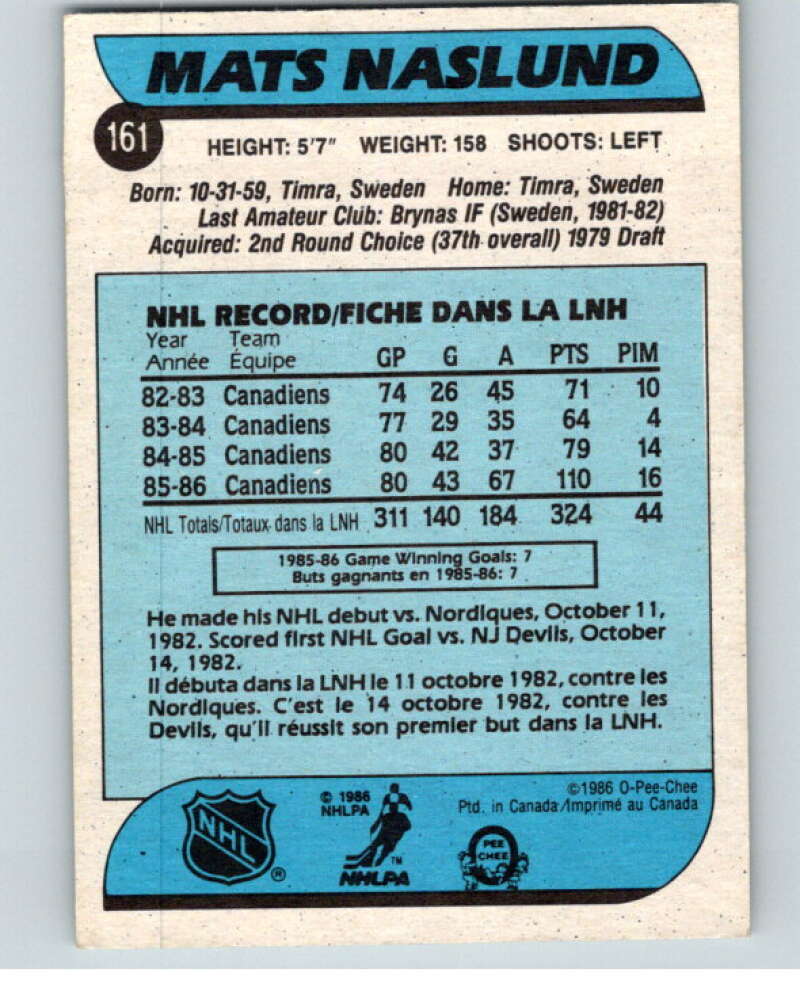 MATS NASLUND
161
HEIGHT: 5'7" WEIGHT: 158 SHOOTS: LEFT
Born: 10-31-59, Timra, Sweden Home: Timra, Sweden
Last Amateur Club: Brynas IF (Sweden, 1981-82)
Acquired: 2nd Round Choice (37th overall) 1979 Draft
NHL RECORD/FICHE DANS LA LNH
Year Team
Année Équipe GP G A PTS PIM
82-83 Canadiens 74 26 45 71 10
83-84 Canadiens 77 29 35 64 4
84-85 Canadiens 80 42 37 79 14
85-86 Canadiens 80 43 67 110 16
NHL Totals/Totaux dans la LNH 311 140 184 324 44
1985-86 Game Winning Goals: 7
Buts gagnants en 1985-86: 7
He made his NHL debut vs. Nordiques, October 11,
1982. Scored first NHL Goal vs. NJ Devils, October
14, 1982.
Il débuta dans la LNH le 11 octobre 1982, contre les
Nordiques. C'est le 14 octobre 1982, contre les
Devils, qu'il réussit son premier but dans la LNH.
NHL
®
© 1986
NHLPA
TM
NHLPA
©1986 O-Pee-Chee
Ptd. in Canada/Imprimé au Canada
PEE
CHEE